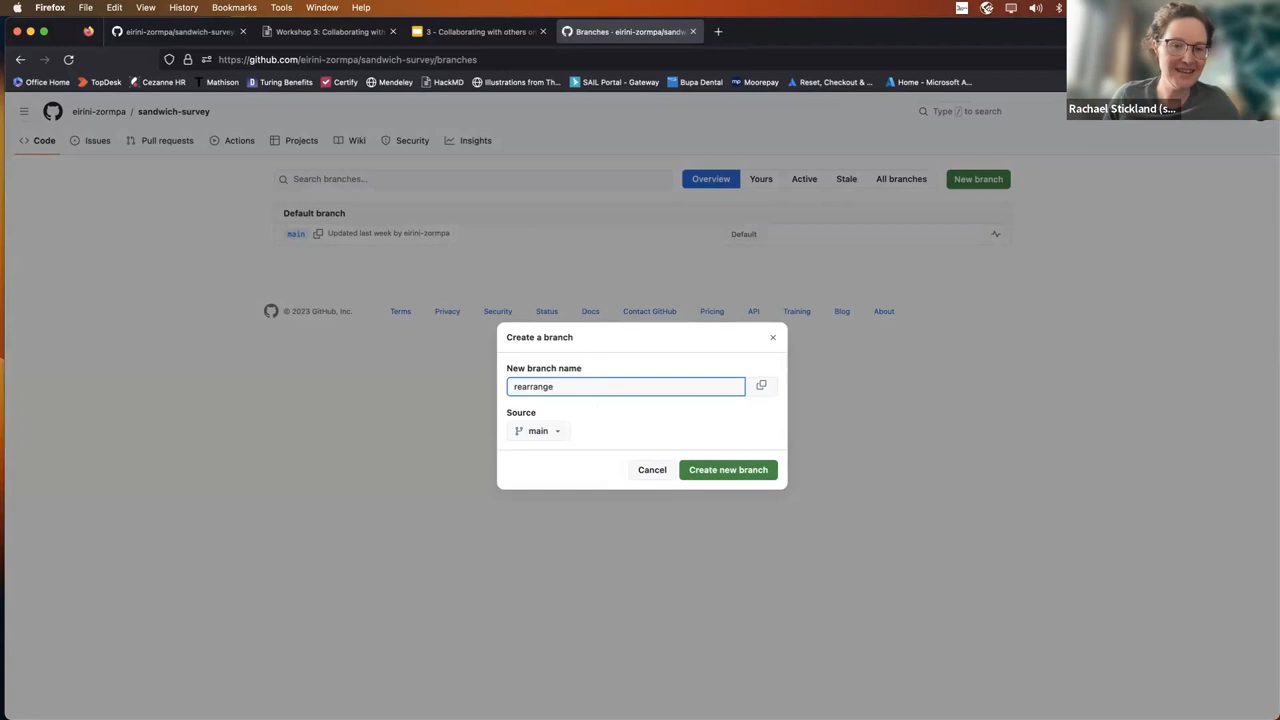 Firefox File Edit View History Bookmarks Tools Window Help
eirini-zormpa/sandwich-survey: Workshop 3: Collaborating with 3 - Collaborating with others on Branches · eirini-zormpa/sandw
https://github.com/eirini-zormpa/sandwich-survey/branches
Office Home TopDesk Cezanne HR Mathison Turing Benefits Certify Mendeley HackMD Illustrations from Th... SAIL Portal - Gateway Bupa Dental Moorepay Reset, Checkout & ... Home - Microsoft A...
Rachael Stickland (s...
eirini-zormpa / sandwich-survey Type / to search
Code Issues Pull requests Actions Projects Wiki Security Insights
Search branches... Overview Yours Active Stale All branches New branch
Default branch
main Updated last week by eirini-zormpa Default
© 2023 GitHub, Inc. Terms Privacy Security Status Docs Contact GitHub Pricing API Training Blog About
Create a branch
New branch name
rearrange
Source
main
Cancel Create new branch